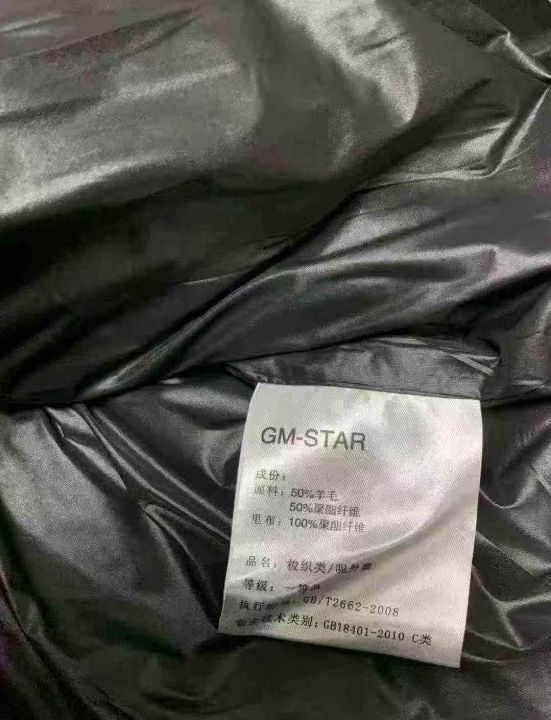 GM-STAR
成份:
面料: 50%羊毛
50%聚酯纤维
里布: 100%聚酯纤维
品名: 梭织类/呢外套
等级: 一等品
执行标准: GB/T2662-2008
安全技术类别: GB18401-2010 C类